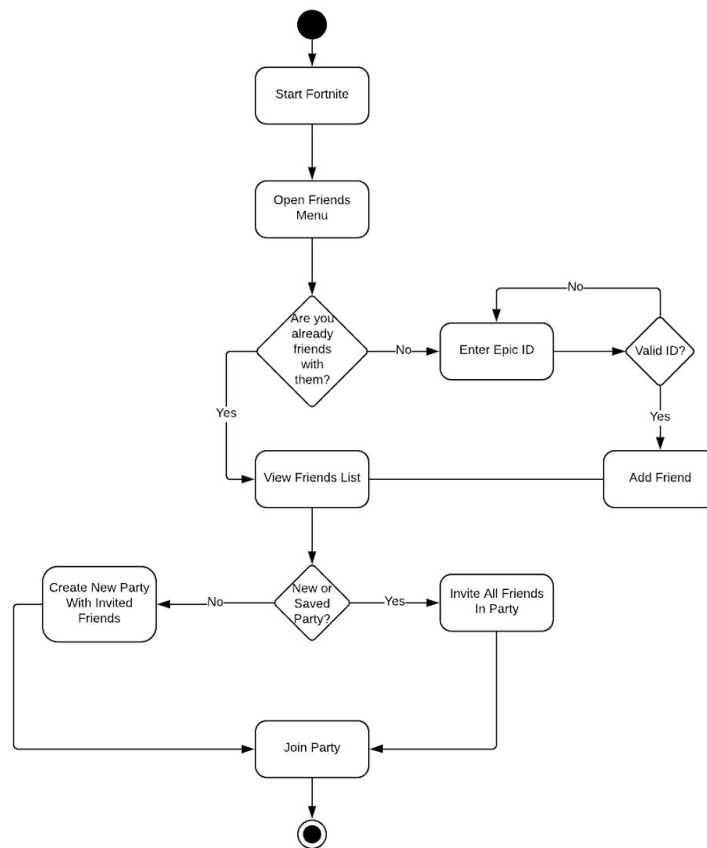 Start Fortnite
Open Friends
Menu
Are you
already
friends
with
them?
No
Enter Epic ID
No
Valid ID?
Yes
Yes
View Friends List
Add Friend
Create New Party
With Invited
Friends
No
New or
Saved
Party?
Yes
Invite All Friends
In Party
Join Party